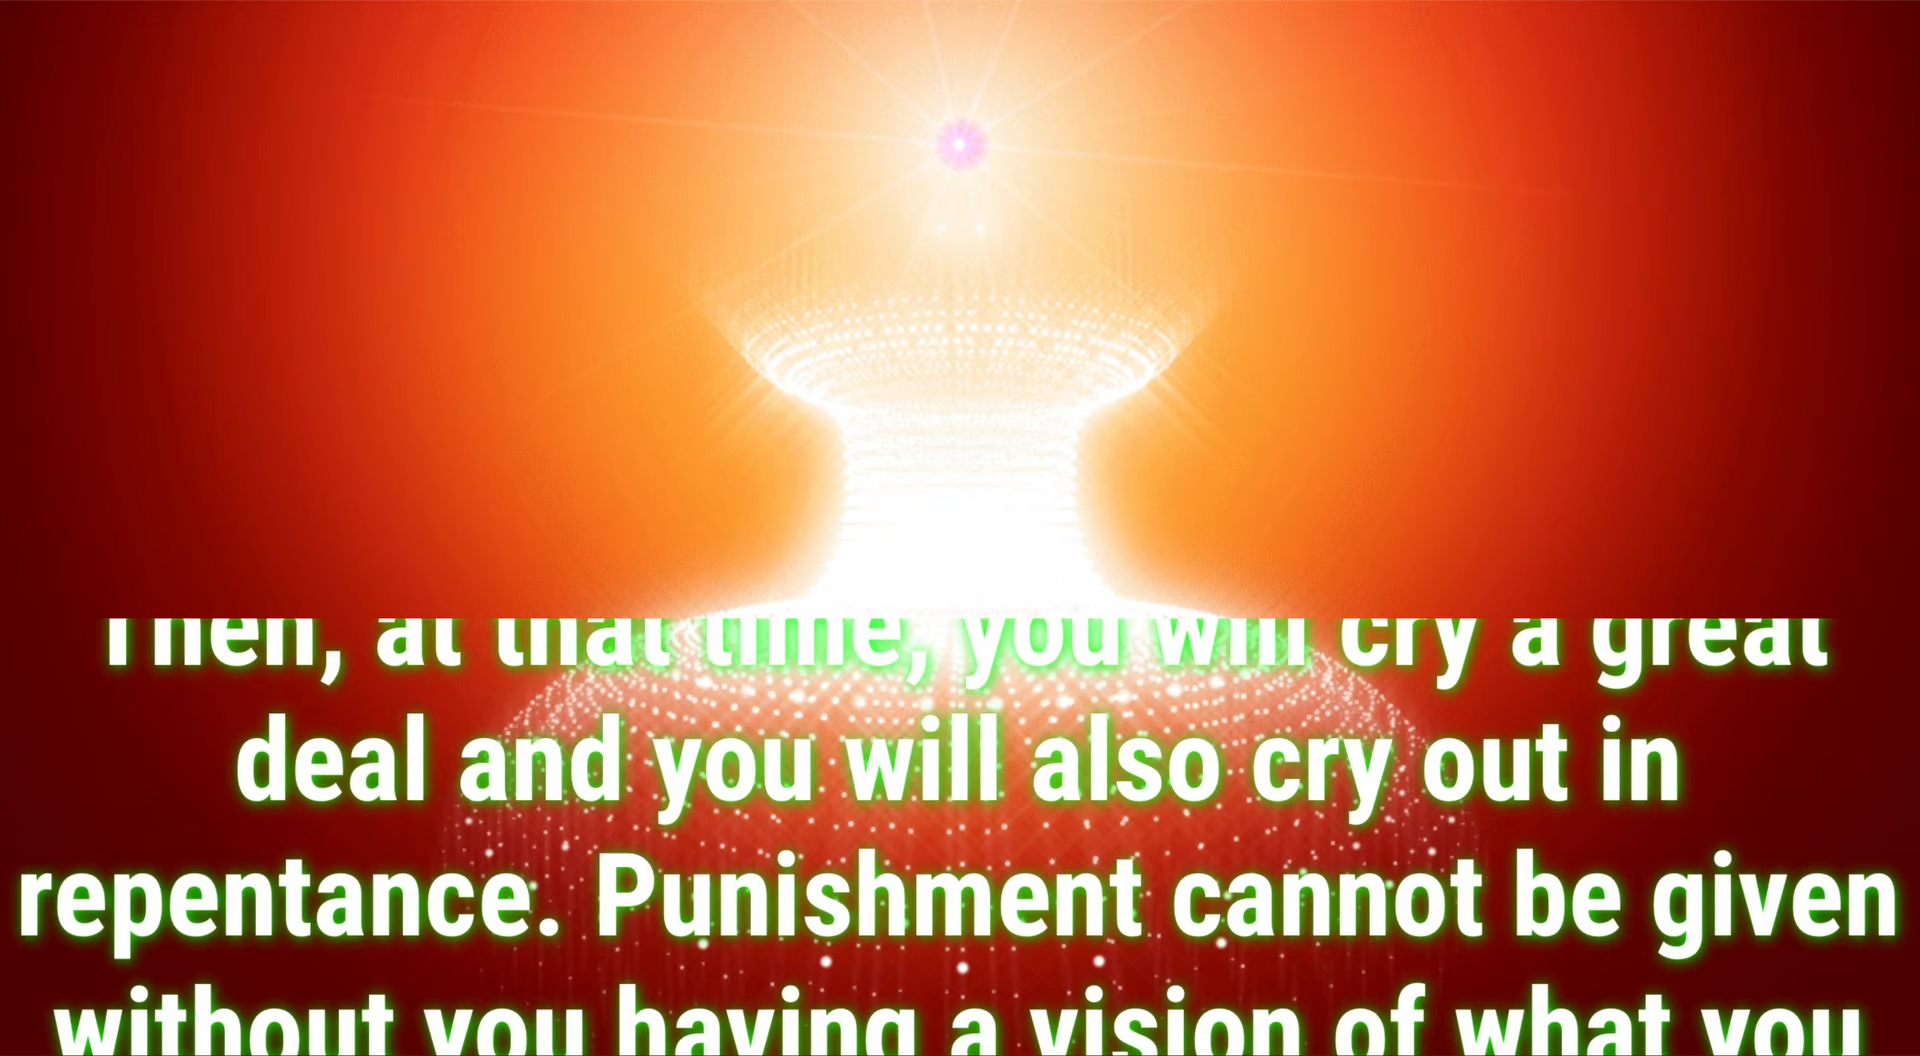 Then, at that time, you will cry a great
deal and you will also cry out in
repentance. Punishment cannot be given
without you having a vision of what you